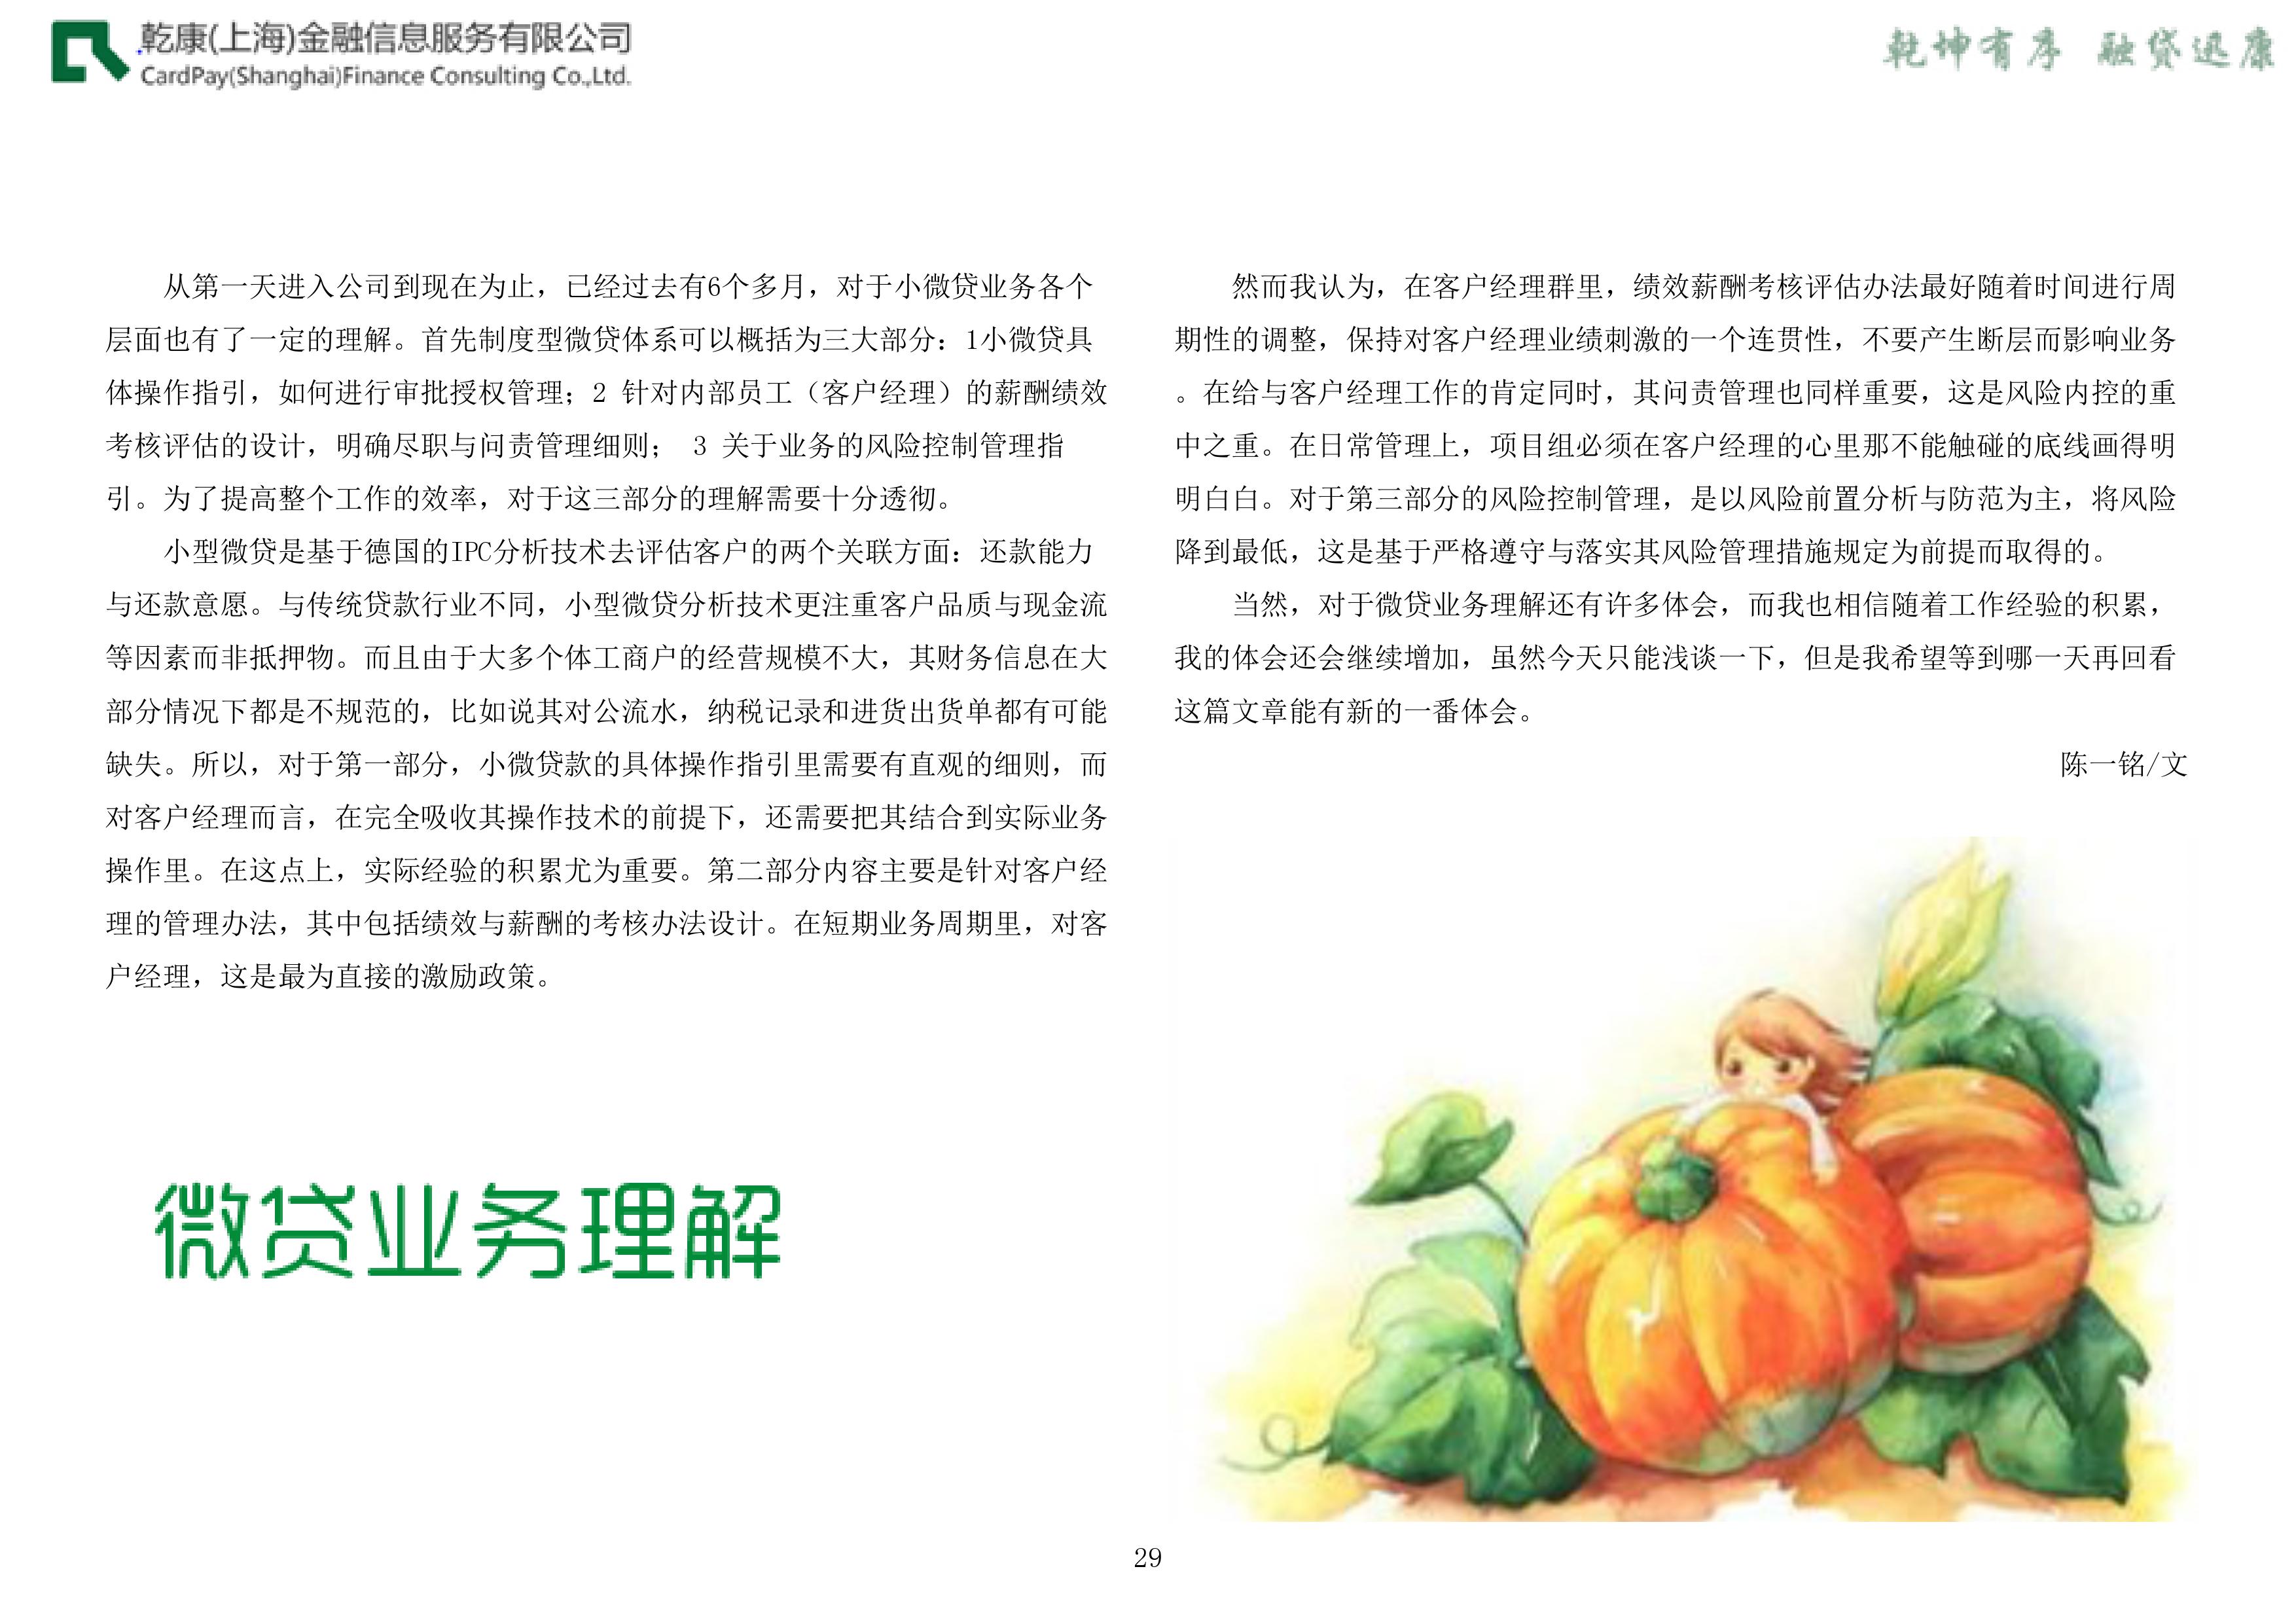 乾康(上海)金融信息服务有限公司
CardPay(Shanghai)Finance Consulting Co.,Ltd.
乾坤有序 融贷迅康
从第一天进入公司到现在为止，已经过去有6个多月，对于小微贷业务各个
层面也有了一定的理解。首先制度型微贷体系可以概括为三大部分：1小微贷具
体操作指引，如何进行审批授权管理；2 针对内部员工（客户经理）的薪酬绩效
考核评估的设计，明确尽职与问责管理细则； 3 关于业务的风险控制管理指
引。为了提高整个工作的效率，对于这三部分的理解需要十分透彻。
小型微贷是基于德国的IPC分析技术去评估客户的两个关联方面：还款能力
与还款意愿。与传统贷款行业不同，小型微贷分析技术更注重客户品质与现金流
等因素而非抵押物。而且由于大多个体工商户的经营规模不大，其财务信息在大
部分情况下都是不规范的，比如说其对公流水，纳税记录和进货出货单都有可能
缺失。所以，对于第一部分，小微贷款的具体操作指引里需要有直观的细则，而
对客户经理而言，在完全吸收其操作技术的前提下，还需要把其结合到实际业务
操作里。在这点上，实际经验的积累尤为重要。第二部分内容主要是针对客户经
理的管理办法，其中包括绩效与薪酬的考核办法设计。在短期业务周期里，对客
户经理，这是最为直接的激励政策。
微贷业务理解
然而我认为，在客户经理群里，绩效薪酬考核评估办法最好随着时间进行周
期性的调整，保持对客户经理业绩刺激的一个连贯性，不要产生断层而影响业务
。在给与客户经理工作的肯定同时，其问责管理也同样重要，这是风险内控的重
中之重。在日常管理上，项目组必须在客户经理的心里那不能触碰的底线画得明
明白白。对于第三部分的风险控制管理，是以风险前置分析与防范为主，将风险
降到最低，这是基于严格遵守与落实其风险管理措施规定为前提而取得的。
当然，对于微贷业务理解还有许多体会，而我也相信随着工作经验的积累，
我的体会还会继续增加，虽然今天只能浅谈一下，但是我希望等到哪一天再回看
这篇文章能有新的一番体会。
陈一铭/文
29